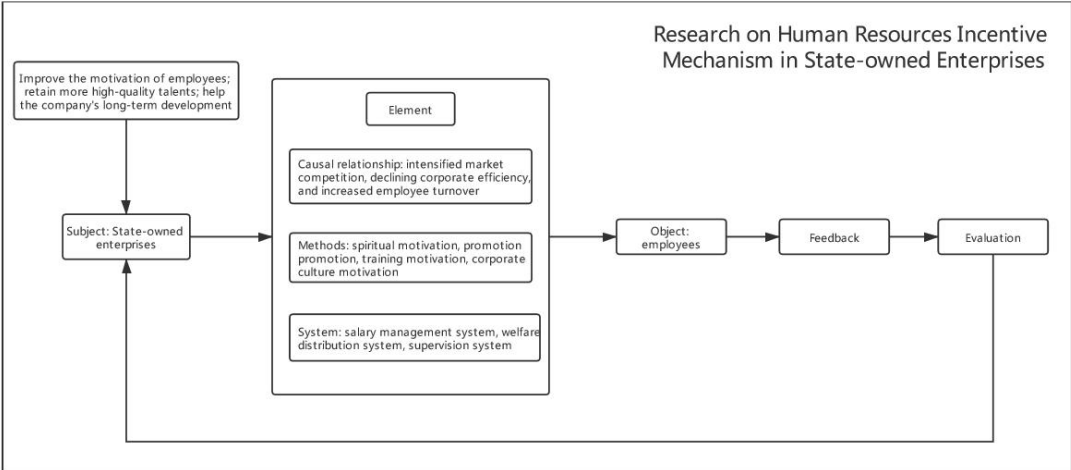 Research on Human Resources Incentive
Mechanism in State-owned Enterprises
Improve the motivation of employees;
retain more high-quality talents; help
the company's long-term development
Subject: State-owned
enterprises
Element
Causal relationship: intensified market
competition, declining corporate efficiency,
and increased employee turnover
Methods: spiritual motivation, promotion
promotion, training motivation, corporate
culture motivation
System: salary management system, welfare
distribution system, supervision system
Object:
employees
Feedback
Evaluation